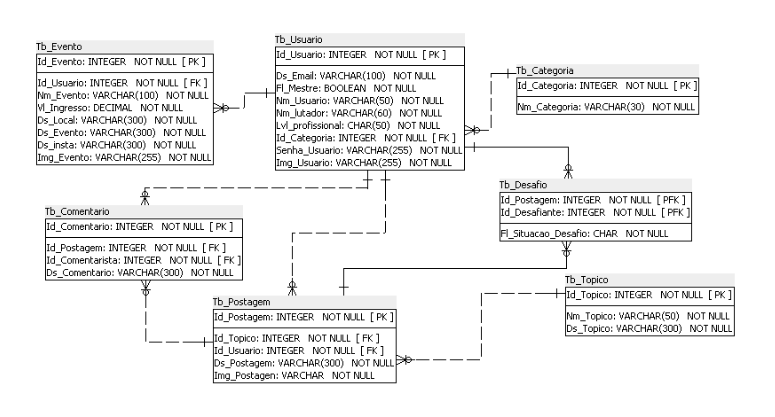 Tb_Evento
Id_Evento: INTEGER NOT NULL [ PK ]
Id_Usuario: INTEGER NOT NULL [ FK ]
Nm_Evento: VARCHAR(100) NOT NULL
Vl_Ingresso: DECIMAL NOT NULL
Ds_Local: VARCHAR(300) NOT NULL
Ds_Evento: VARCHAR(300) NOT NULL
Ds_insta: VARCHAR(300) NOT NULL
Img_Evento: VARCHAR(255) NOT NULL
Tb_Usuario
Id_Usuario: INTEGER NOT NULL [ PK ]
Ds_Email: VARCHAR(100) NOT NULL
Fl_Mestre: BOOLEAN NOT NULL
Nm_Usuario: VARCHAR(50) NOT NULL
Nm_lutador: VARCHAR(60) NOT NULL
Lvl_profissional: CHAR(50) NOT NULL
Id_Categoria: INTEGER NOT NULL [ FK ]
Senha_Usuario: VARCHAR(255) NOT NULL
Img_Usuario: VARCHAR(255) NOT NULL
Tb_Categoria
Id_Categoria: INTEGER NOT NULL [ PK ]
Nm_Categoria: VARCHAR(30) NOT NULL
Tb_Desafio
Id_Postagem: INTEGER NOT NULL [ PFK ]
Id_Desafiante: INTEGER NOT NULL [ PFK ]
Fl_Situacao_Desafio: CHAR NOT NULL
Tb_Comentario
Id_Comentario: INTEGER NOT NULL [ PK ]
Id_Postagem: INTEGER NOT NULL [ FK ]
Id_Comentarista: INTEGER NOT NULL [ FK ]
Ds_Comentario: VARCHAR(300) NOT NULL
Tb_Postagem
Id_Postagem: INTEGER NOT NULL [ PK ]
Id_Topico: INTEGER NOT NULL [ FK ]
Id_Usuario: INTEGER NOT NULL [ FK ]
Ds_Postagem: VARCHAR(300) NOT NULL
Img_Postagen: VARCHAR NOT NULL
Tb_Topico
Id_Topico: INTEGER NOT NULL [ PK ]
Nm_Topico: VARCHAR(50) NOT NULL
Ds_Topico: VARCHAR(300) NOT NULL